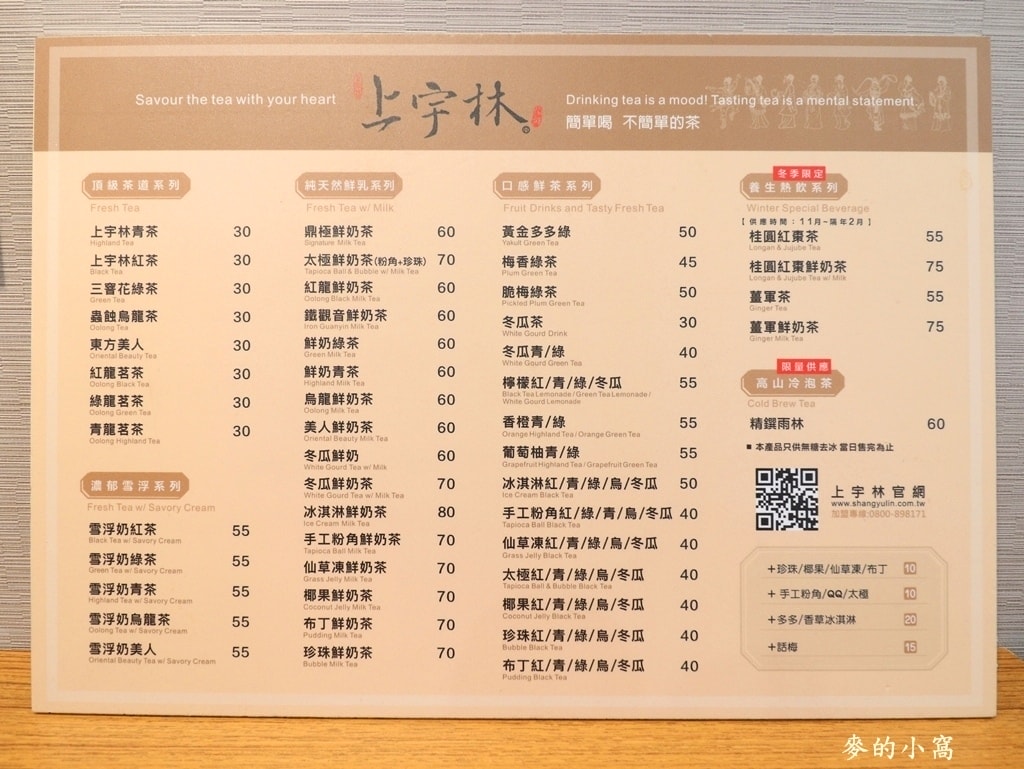 Savour the tea with your heart
上宇林
Drinking tea is a mood! Tasting tea is a mental statement
簡單喝 不簡單的茶
頂級茶道系列
Fresh Tea
上宇林青茶 30
Highland Tea
上宇林紅茶 30
Black Tea
三窨花綠茶 30
Green Tea
蟲蝕烏龍茶 30
Oolong Tea
東方美人 30
Oriental Beauty Tea
紅龍茗茶 30
Oolong Black Tea
綠龍茗茶 30
Oolong Green Tea
青龍茗茶 30
Oolong Highland Tea
濃郁雪浮系列
Fresh Tea w/ Savory Cream
雪浮奶紅茶 55
Black Tea w/ Savory Cream
雪浮奶綠茶 55
Green Tea w/ Savory Cream
雪浮奶青茶 55
Highland Tea w/ Savory Cream
雪浮奶烏龍茶 55
Oolong Tea w/ Savory Cream
雪浮奶美人 55
Oriental Beauty Tea w/ Savory Cream
純天然鮮乳系列
Fresh Tea w/ Milk
鼎極鮮奶茶 60
Signature Milk Tea
太極鮮奶茶(粉角+珍珠) 70
Tapioca Ball & Bubble w/ Milk Tea
紅龍鮮奶茶 60
Oolong Black Milk Tea
鐵觀音鮮奶茶 60
Iron Guanyin Milk Tea
鮮奶綠茶 60
Green Milk Tea
鮮奶青茶 60
Highland Milk Tea
烏龍鮮奶茶 60
Oolong Milk Tea
美人鮮奶茶 60
Oriental Beauty Milk Tea
冬瓜鮮奶 60
White Gourd Tea w/ Milk
冬瓜鮮奶茶 70
White Gourd Tea w/ Milk Tea
冰淇淋鮮奶茶 80
Ice Cream Milk Tea
手工粉角鮮奶茶 70
Tapioca Ball Milk Tea
仙草凍鮮奶茶 70
Grass Jelly Milk Tea
椰果鮮奶茶 70
Coconut Jelly Milk Tea
布丁鮮奶茶 70
Pudding Milk Tea
珍珠鮮奶茶 70
Bubble Milk Tea
口感鮮茶系列
Fruit Drinks and Tasty Fresh Tea
黃金多多綠 50
Yakult Green Tea
梅香綠茶 45
Plum Green Tea
脆梅綠茶 50
Pickled Plum Green Tea
冬瓜茶 30
White Gourd Drink
冬瓜青/綠 40
White Gourd Green Tea
檸檬紅/青/綠/冬瓜 55
Black Tea Lemonade / Green Tea Lemonade /
White Gourd Lemonade
香橙青/綠 55
Orange Highland Tea / Orange Green Tea
葡萄柚青/綠 55
Grapefruit Highland Tea / Grapefruit Green Tea
冰淇淋紅/青/綠/烏/冬瓜 50
Ice Cream Black Tea
手工粉角紅/綠/青/烏/冬瓜 40
Tapioca Ball Black Tea
仙草凍紅/青/綠/烏/冬瓜 40
Grass Jelly Black Tea
太極紅/青/綠/烏/冬瓜 40
Tapioca Ball & Bubble Black Tea
椰果紅/青/綠/烏/冬瓜 40
Coconut Jelly Black Tea
珍珠紅/青/綠/烏/冬瓜 40
Bubble Black Tea
布丁紅/青/綠/烏/冬瓜 40
Pudding Black Tea
冬季限定
養生熱飲系列
Winter Special Beverage
【供應時間:11月~隔年2月】
桂圓紅棗茶 55
Longan & Jujube Tea
桂圓紅棗鮮奶茶 75
Longan & Jujube Tea w/ Milk
薑軍茶 55
Ginger Tea
薑軍鮮奶茶 75
Ginger Milk Tea
限量供應
高山冷泡茶
Cold Brew Tea
精饌雨林 60
■ 本產品只供無糖去冰 當日售完為止
上宇林官網
www.shangyulin.com.tw
加盟專線:0800-898171
+珍珠/椰果/仙草凍/布丁 10
+手工粉角/QQ/太極 10
+多多/香草冰淇淋 20
+話梅 15
麥的小窩